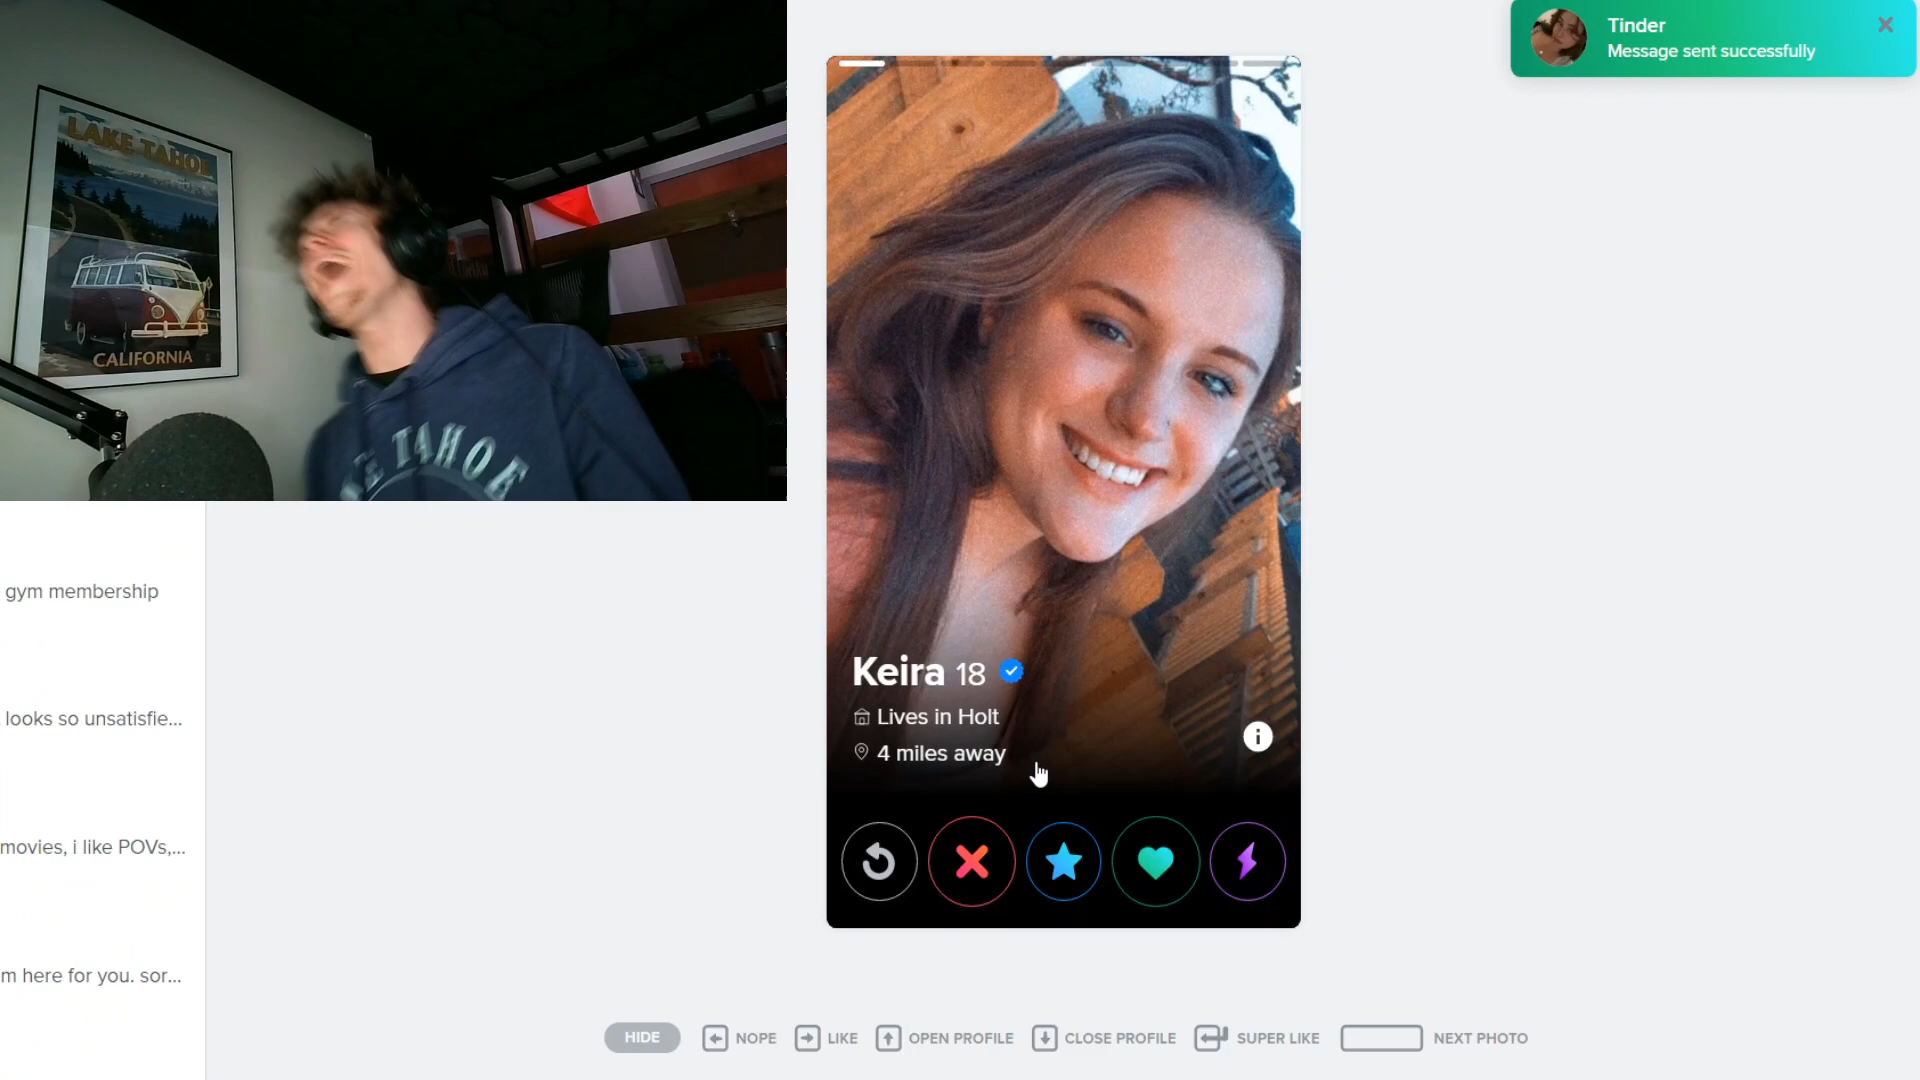 LAKE TAHOE
CALIFORNIA
TAHOE
Tinder
Message sent successfully
gym membership
looks so unsatisfie...
movies, i like POVs,...
m here for you. sor...
Keira 18
Lives in Holt
4 miles away
HIDE
NOPE
LIKE
OPEN PROFILE
CLOSE PROFILE
SUPER LIKE
NEXT PHOTO